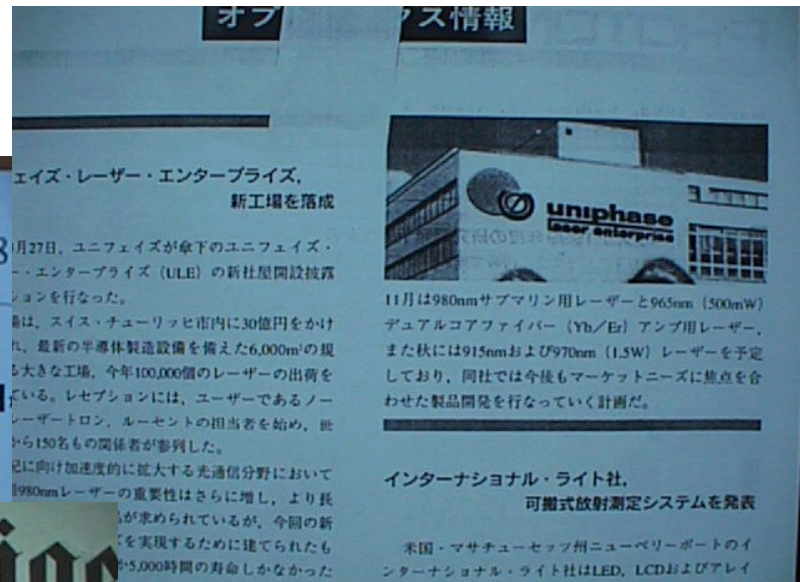 オプ
クス情報
ェイズ・レーザー・エンタープライズ,
新工場を落成
月27日，ユニフェイズが傘下のユニフェイズ・
ー・エンタープライズ（ULE）の新社屋開設披露
ションを行なった。
場は，スイス・チューリッヒ市内に30億円をかけ
れ，最新の半導体製造設備を備えた6,000m²の規
る大きな工場，今年100,000個のレーザーの出荷を
ている。レセプションには，ユーザーであるノー
レーザートロン，ルーセントの担当者を始め，世
から150名もの関係者が参列した。
紀に向け加速度的に拡大する光通信分野において
980nmレーザーの重要性はさらに増し，より長
が求められているが，今回の新
を実現するために建てられたも
か5,000時間の寿命しかなかった
uniphase
laser enterprise
11月は980nmサブマリン用レーザーと965nm（500mW）
デュアルコアファイバー（Yb／Er）アンプ用レーザー，
また秋には915nmおよび970nm（1.5W）レーザーを予定
しており，同社では今後もマーケットニーズに焦点を合
わせた製品開発を行なっていく計画だ。
インターナショナル・ライト社,
可搬式放射測定システムを発表
米国・マサチューセッツ州ニューベリーポートのイ
ンターナショナル・ライト社はLED，LCDおよびアレイ